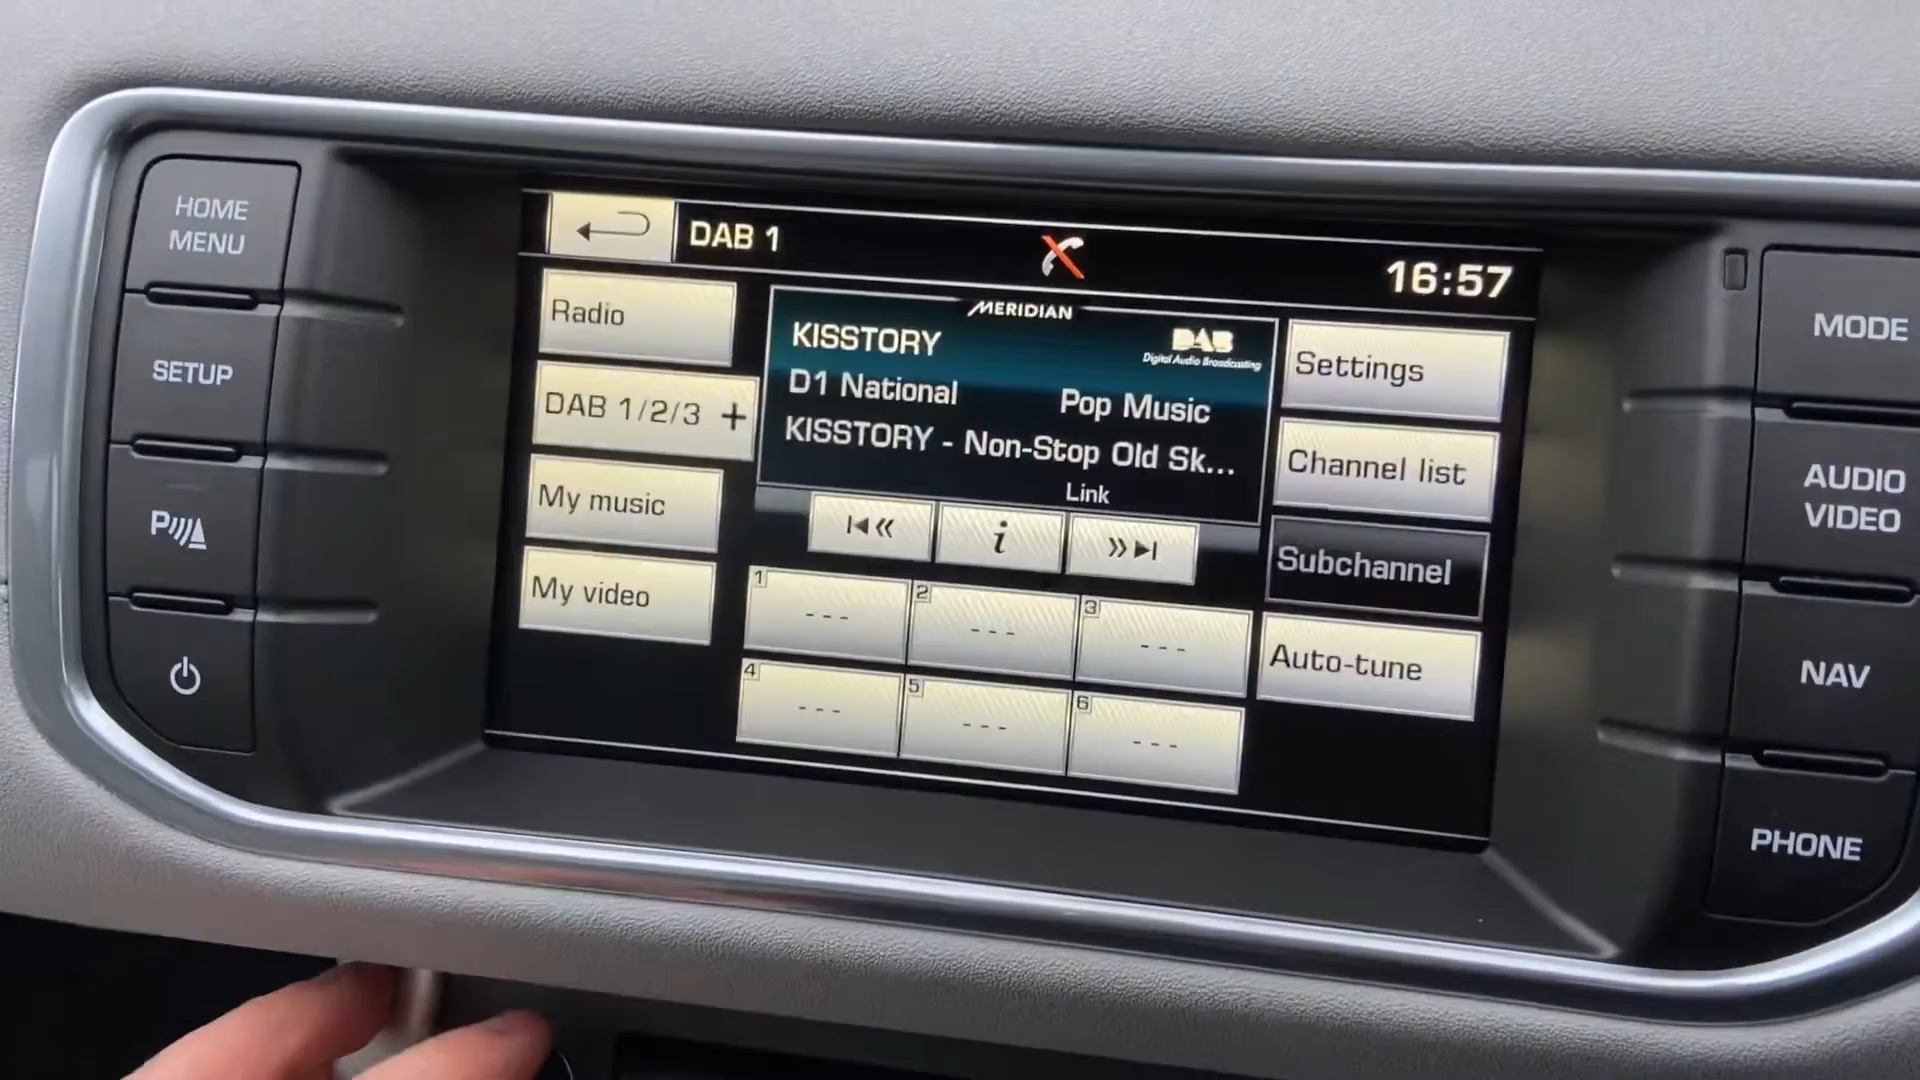 HOME
MENU
SETUP
P
DAB 1
16:57
Radio
DAB 1/2/3 +
My music
My video
MERIDIAN
KISSTORY
DAB
Digital Audio Broadcasting
D1 National
Pop Music
KISSTORY - Non-Stop Old Sk...
Link
i
1 ---
2 ---
3 ---
4 ---
5 ---
6 ---
Settings
Channel list
Subchannel
Auto-tune
MODE
AUDIO
VIDEO
NAV
PHONE